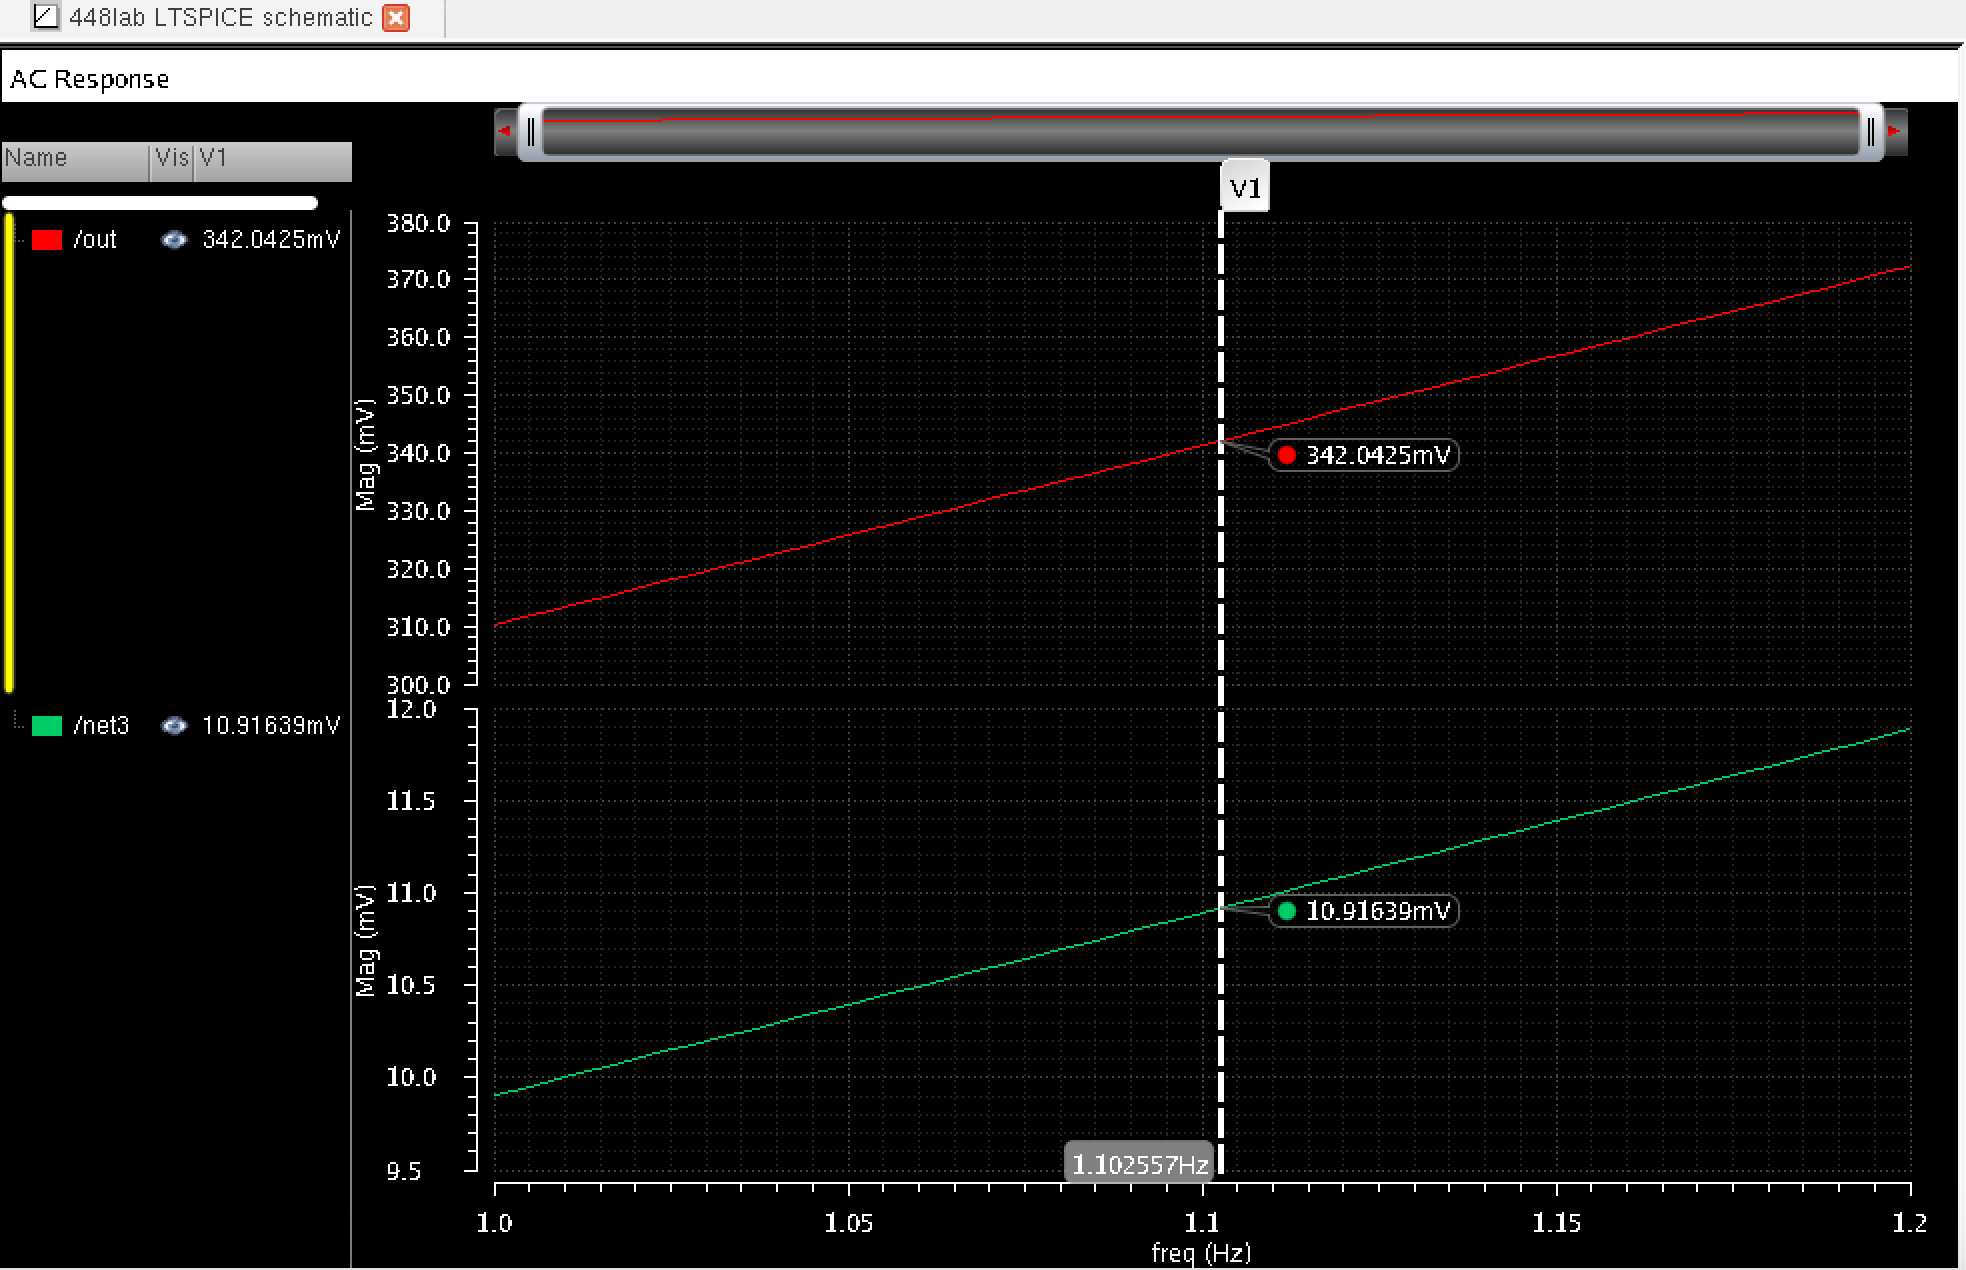 448lab LTSPICE schematic
AC Response
Name Vis V1
V1
/out 342.0425mV
380.0
370.0
360.0
350.0
340.0
330.0
320.0
310.0
300.0
Mag (mV)
342.0425mV
/net3 10.91639mV
12.0
11.5
11.0
10.5
10.0
9.5
Mag (mV)
10.91639mV
1.102557Hz
1.0 1.05 1.1 1.15 1.2
freq (Hz)